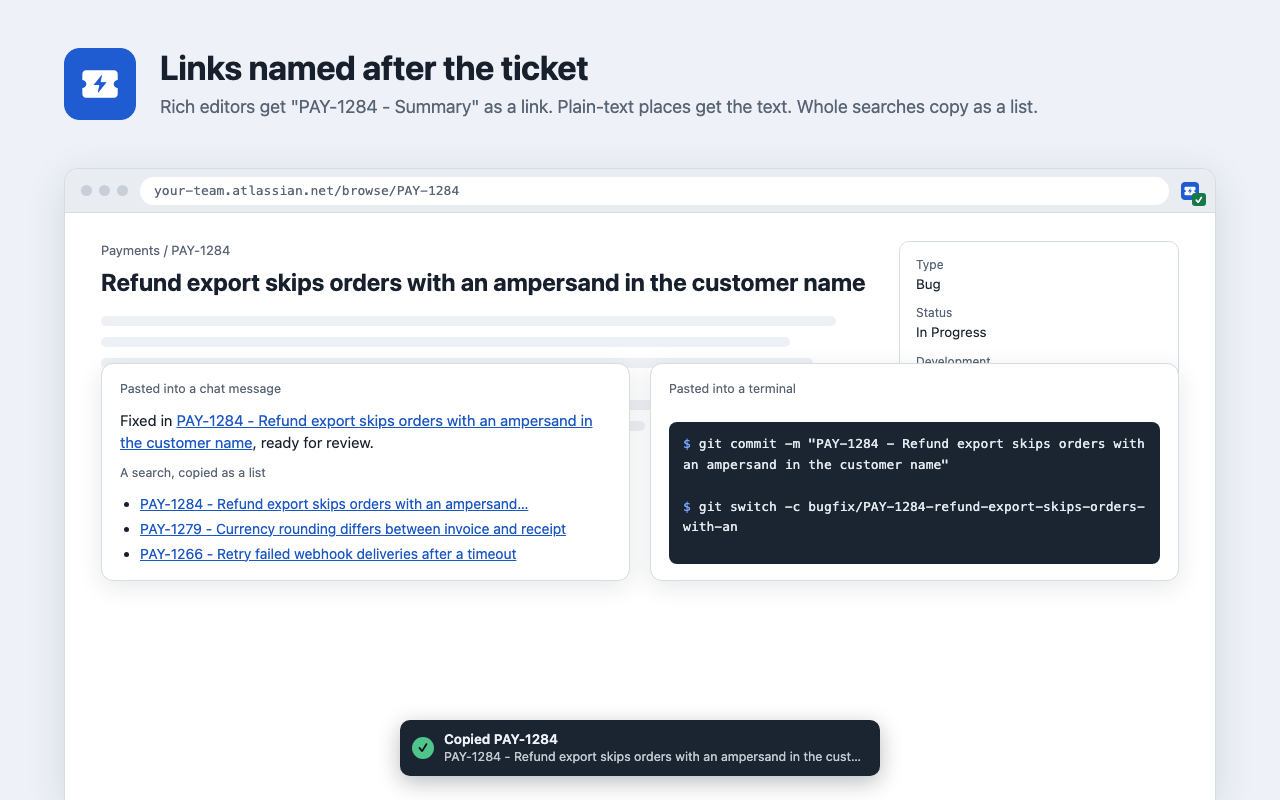 Links named after the ticket
Rich editors get "PAY-1284 - Summary" as a link. Plain-text places get the text. Whole searches copy as a list.
your-team.atlassian.net/browse/PAY-1284
Payments / PAY-1284
Refund export skips orders with an ampersand in the customer name
Type
Bug
Status
In Progress
Development
Pasted into a chat message
Fixed in PAY-1284 - Refund export skips orders with an ampersand in
the customer name, ready for review.
A search, copied as a list
• PAY-1284 - Refund export skips orders with an ampersand...
• PAY-1279 - Currency rounding differs between invoice and receipt
• PAY-1266 - Retry failed webhook deliveries after a timeout
Pasted into a terminal
$ git commit -m "PAY-1284 - Refund export skips orders with
an ampersand in the customer name"
$ git switch -c bugfix/PAY-1284-refund-export-skips-orders-
with-an
Copied PAY-1284
PAY-1284 - Refund export skips orders with an ampersand in the cust...